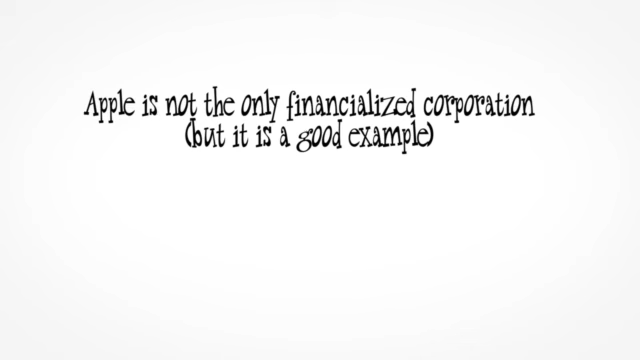 Apple is not the only financialized corporation
(but it is a good example)